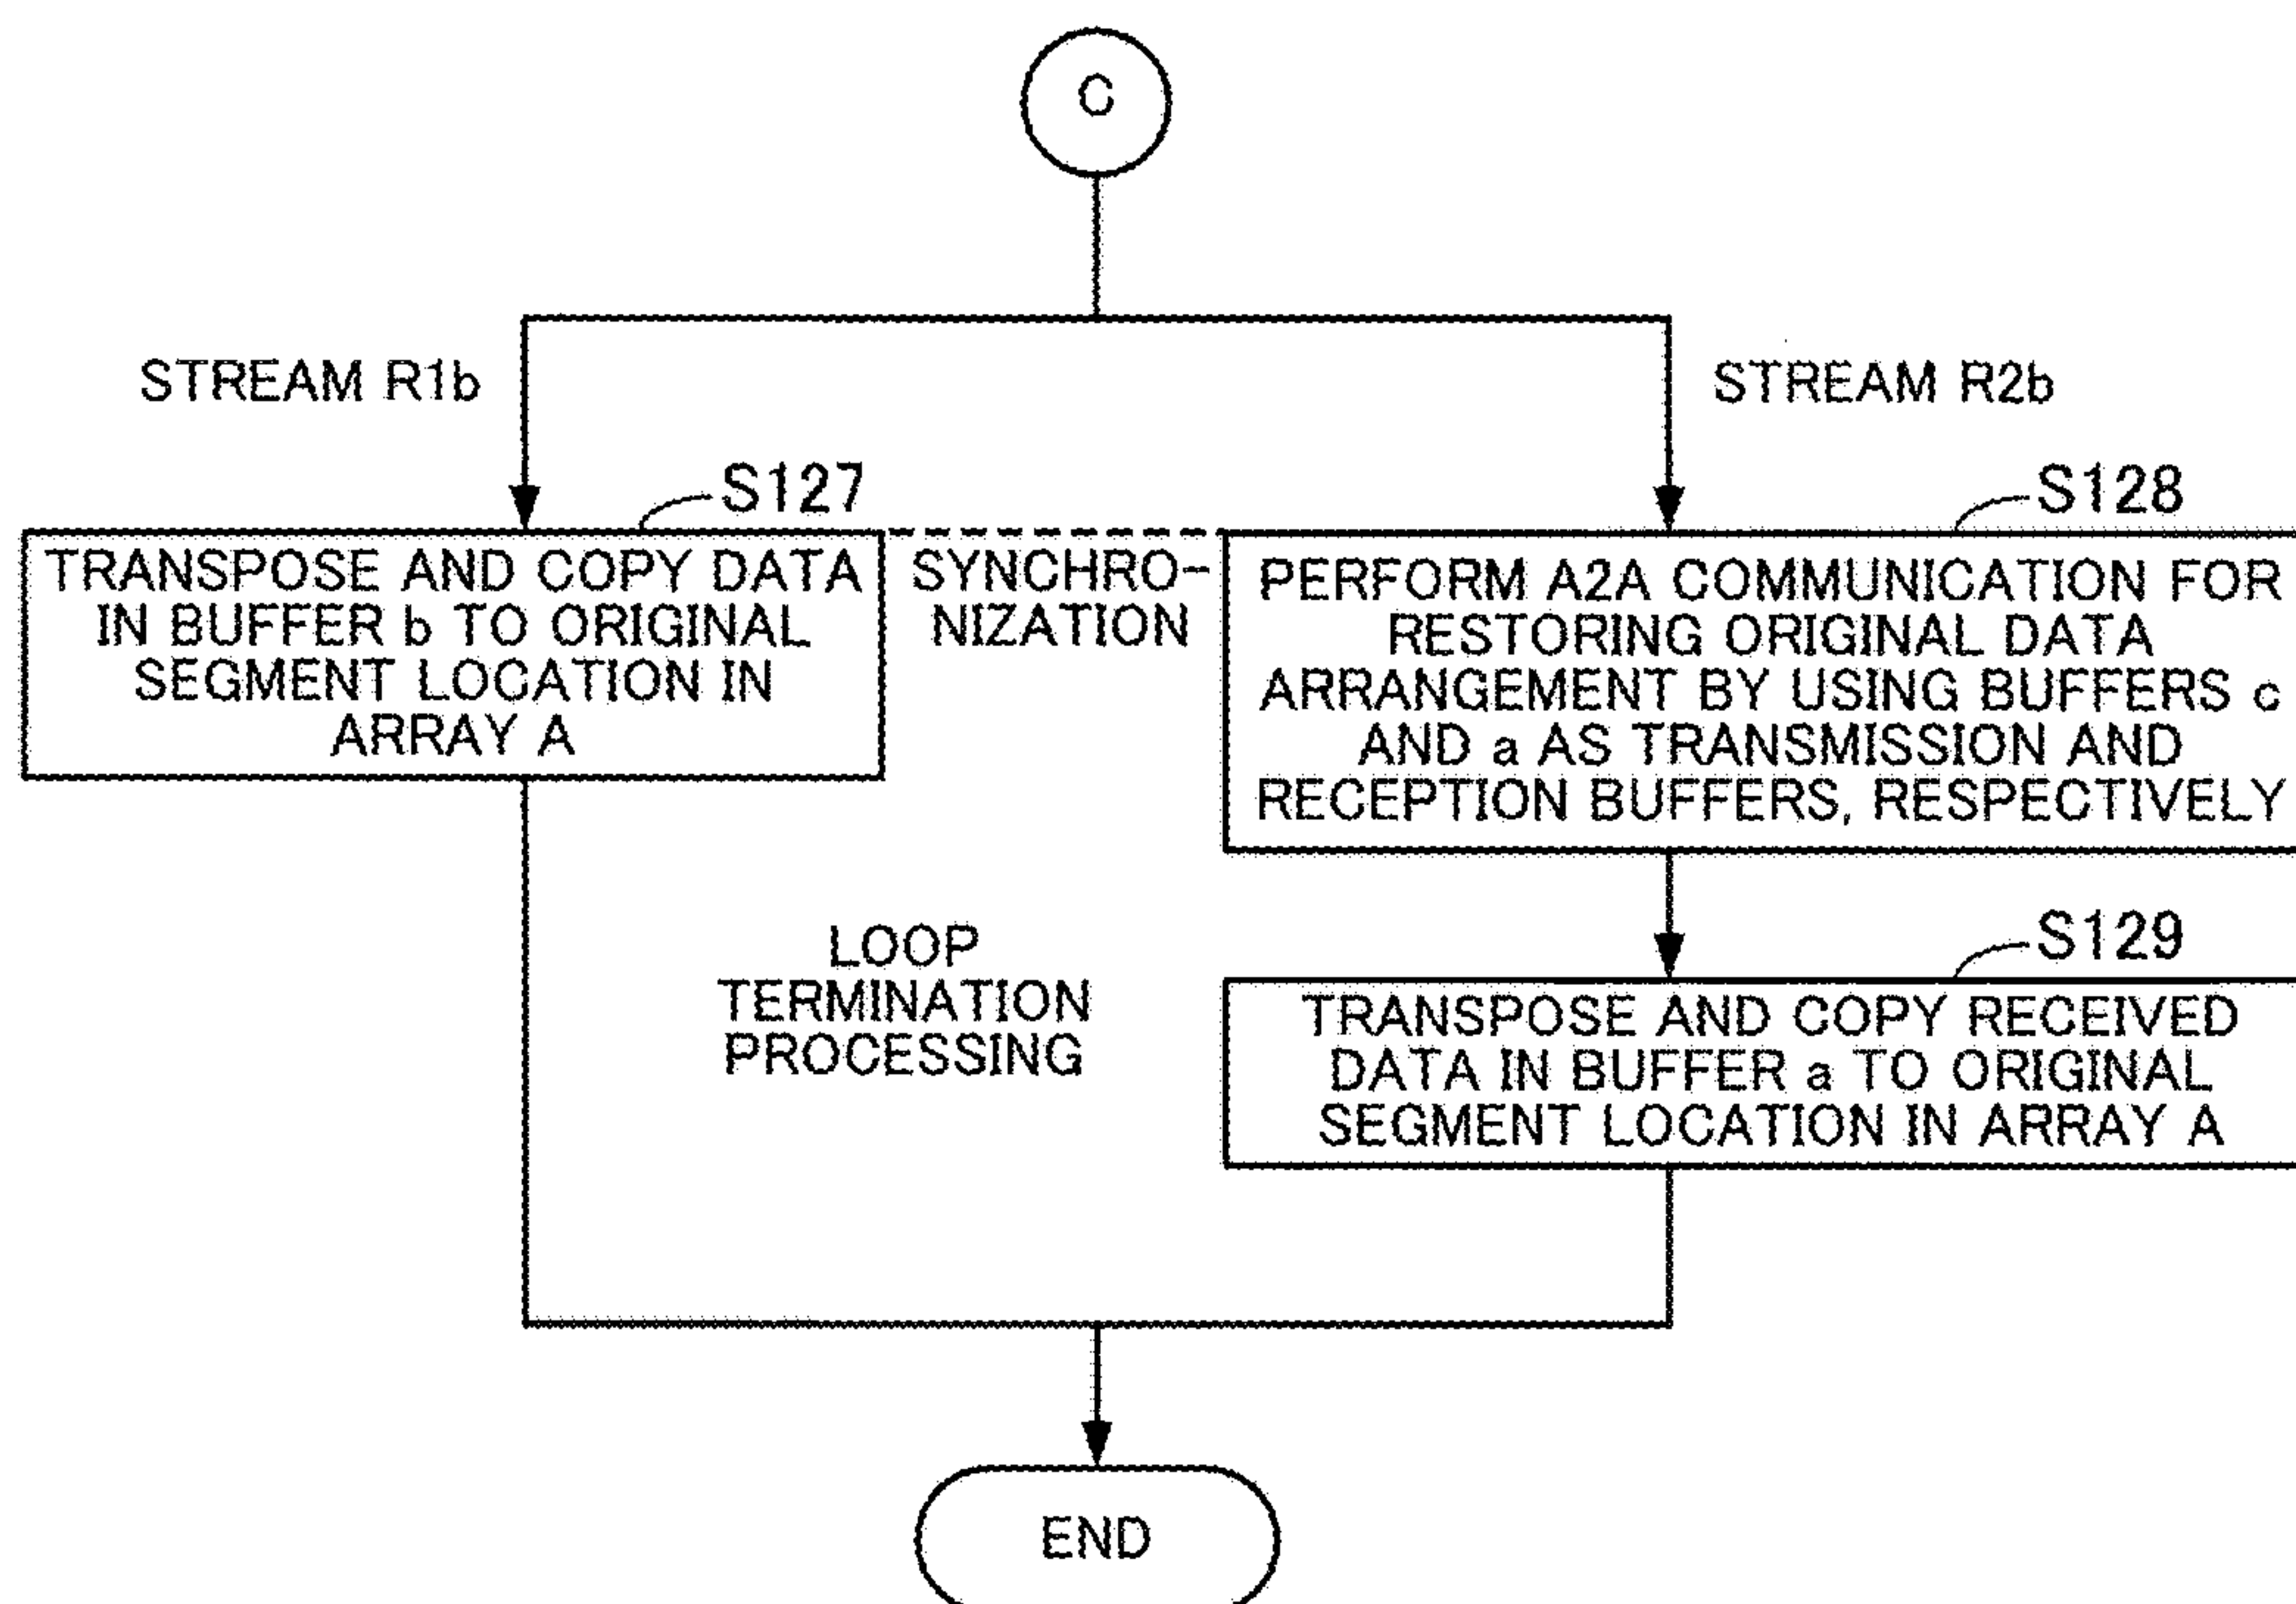 C
STREAM R1b
STREAM R2b
S127
S128
TRANSPOSE AND COPY DATA
IN BUFFER b TO ORIGINAL
SEGMENT LOCATION IN
ARRAY A
SYNCHRO-
NIZATION
PERFORM A2A COMMUNICATION FOR
RESTORING ORIGINAL DATA
ARRANGEMENT BY USING BUFFERS c
AND a AS TRANSMISSION AND
RECEPTION BUFFERS, RESPECTIVELY
LOOP
TERMINATION
PROCESSING
S129
TRANSPOSE AND COPY RECEIVED
DATA IN BUFFER a TO ORIGINAL
SEGMENT LOCATION IN ARRAY A
END